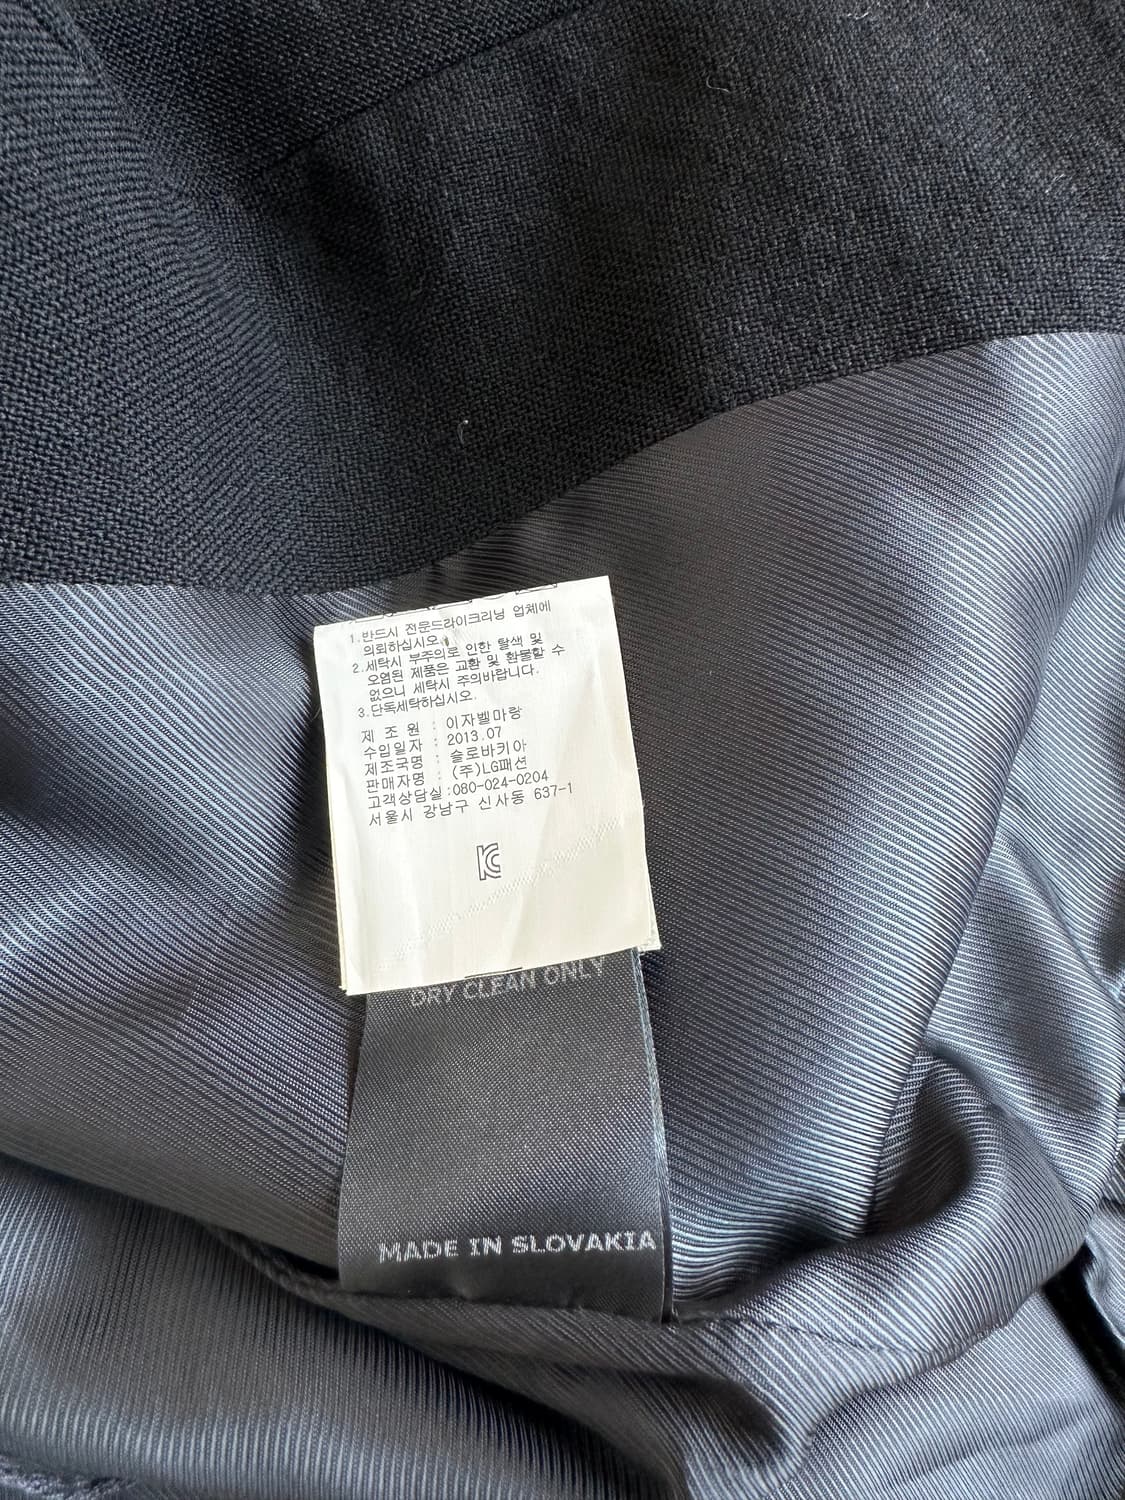 1.반드시 전문드라이크리닝 업체에
의뢰하십시오.
2.세탁시 부주의로 인한 탈색 및
오염된 제품은 교환 및 환불할 수
없으니 세탁시 주의바랍니다.
3.단독세탁하십시오.
제 조 원 : 이자벨마랑
수입일자 : 2013.07
제조국명 : 슬로바키아
판매자명 : (주)LG패션
고객상담실 :080-024-0204
서울시 강남구 신사동 637-1
KC
DRY CLEAN ONLY
MADE IN SLOVAKIA